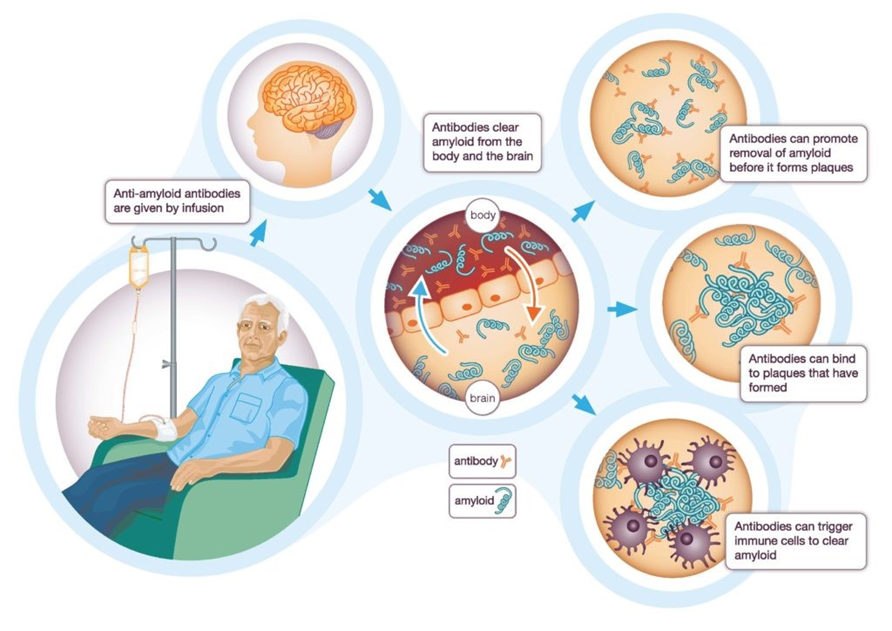 Anti-amyloid antibodies
are given by infusion
Antibodies clear
amyloid from the
body and the brain
body
brain
antibody
amyloid
Antibodies can promote
removal of amyloid
before it forms plaques
Antibodies can bind
to plaques that have
formed
Antibodies can trigger
immune cells to clear
amyloid